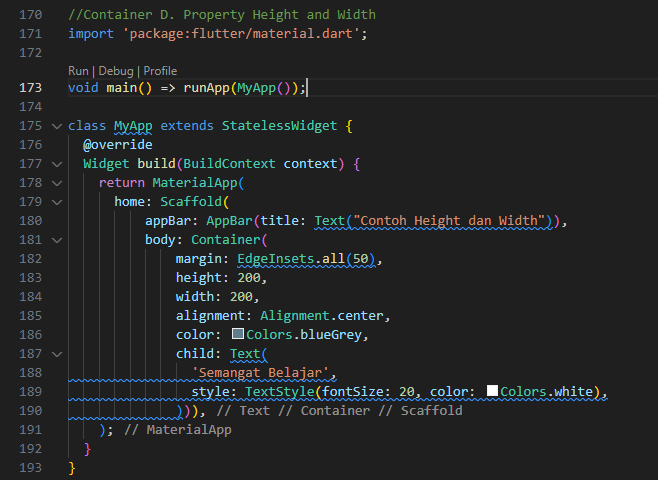 170 //Container D. Property Height and Width
171 import 'package:flutter/material.dart';
172
Run | Debug | Profile
173 void main() => runApp(MyApp());
174
175 class MyApp extends StatelessWidget {
176 @override
177 Widget build(BuildContext context) {
178 return MaterialApp(
179 home: Scaffold(
180 appBar: AppBar(title: Text("Contoh Height dan Width")),
181 body: Container(
182 margin: EdgeInsets.all(50),
183 height: 200,
184 width: 200,
185 alignment: Alignment.center,
186 color: Colors.blueGrey,
187 child: Text(
188 'Semangat Belajar',
189 style: TextStyle(fontSize: 20, color: Colors.white),
190 ))), // Text // Container // Scaffold
191 ); // MaterialApp
192 }
193 }